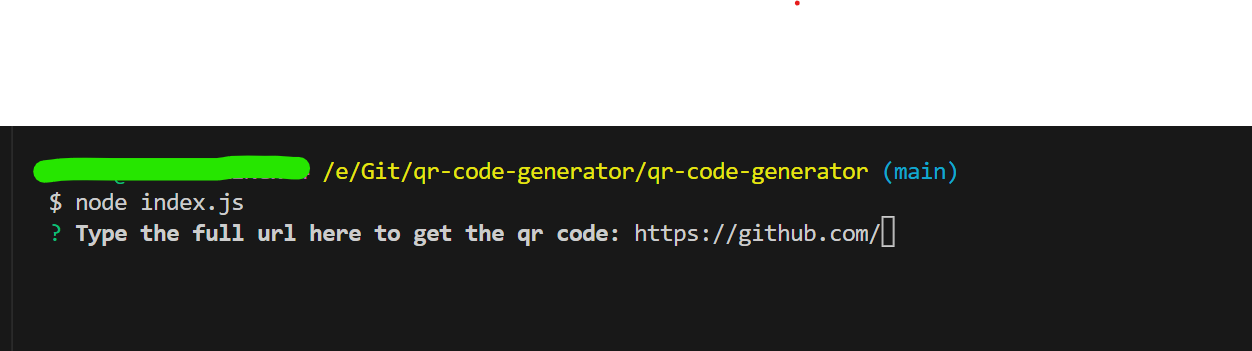 /e/Git/qr-code-generator/qr-code-generator (main)
$ node index.js
? Type the full url here to get the qr code: https://github.com/